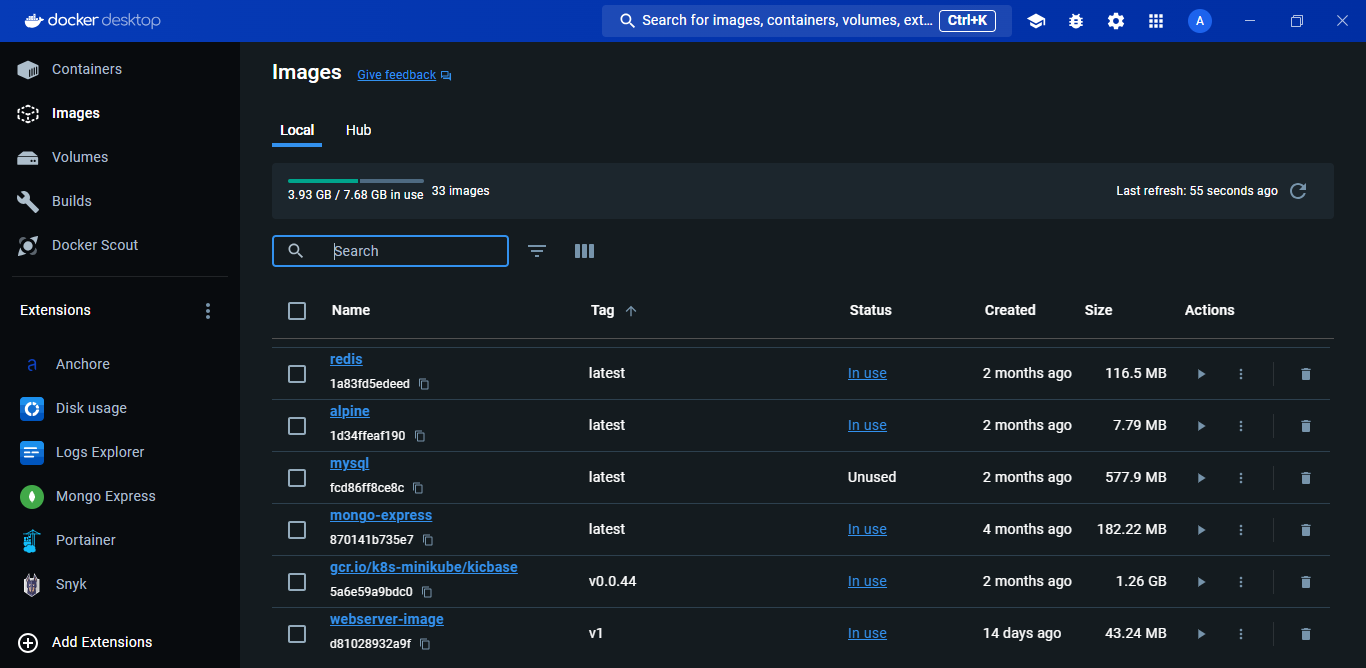 docker desktop
Search for images, containers, volumes, ext... Ctrl+K
A
Containers
Images
Volumes
Builds
Docker Scout
Extensions
a Anchore
Disk usage
Logs Explorer
Mongo Express
Portainer
Snyk
Add Extensions
Images Give feedback
Local Hub
3.93 GB / 7.68 GB in use 33 images Last refresh: 55 seconds ago
Search
Name Tag Status Created Size Actions
redis
1a83fd5edeed
latest In use 2 months ago 116.5 MB
alpine
1d34ffeaf190
latest In use 2 months ago 7.79 MB
mysql
fcd86ff8ce8c
latest Unused 2 months ago 577.9 MB
mongo-express
870141b735e7
latest In use 4 months ago 182.22 MB
gcr.io/k8s-minikube/kicbase
5a6e59a9bdc0
v0.0.44 In use 2 months ago 1.26 GB
webserver-image
d81028932a9f
v1 In use 14 days ago 43.24 MB